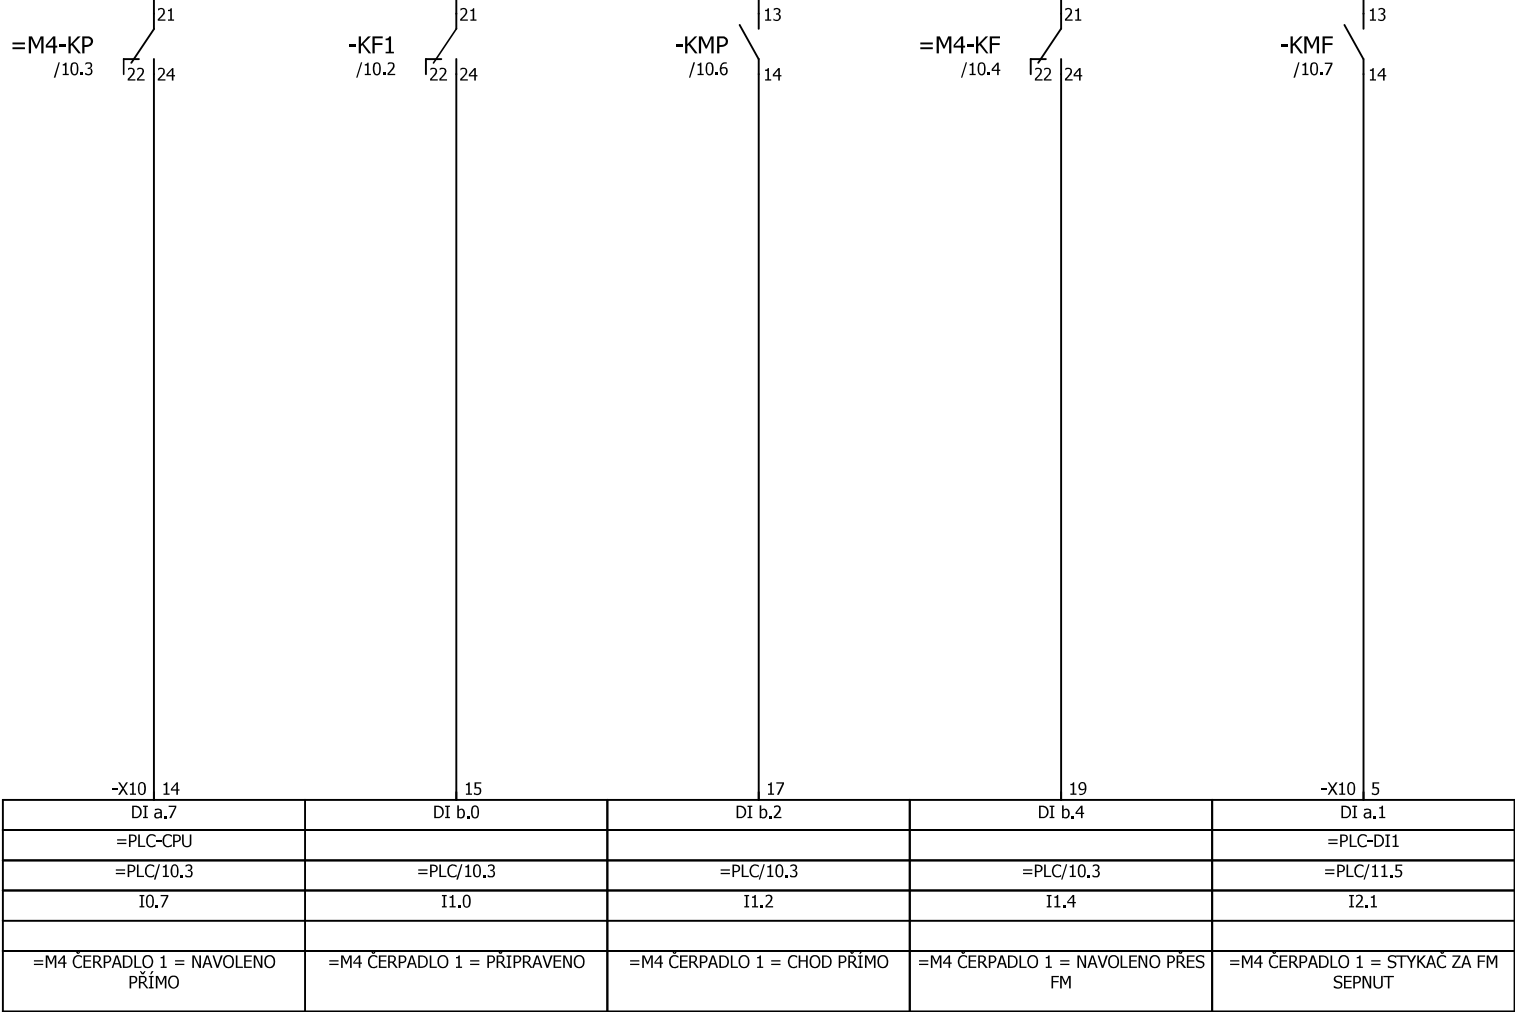 21
21
13
21
13
=M4-KP
-KF1
-KMP
=M4-KF
-KMF
/10.3
/10.2
/10.6
/10.4
/10.7
22 24
22 24
14
22 24
14
-X10 14
15
17
19
-X10 5
DI a.7
DI b.0
DI b.2
DI b.4
DI a.1
=PLC-CPU
=PLC-DI1
=PLC/10.3
=PLC/10.3
=PLC/10.3
=PLC/10.3
=PLC/11.5
I0.7
I1.0
I1.2
I1.4
I2.1
=M4 ČERPADLO 1 = NAVOLENO
PŘÍMO
=M4 ČERPADLO 1 = PŘIPRAVENO
=M4 ČERPADLO 1 = CHOD PŘÍMO
=M4 ČERPADLO 1 = NAVOLENO PŘES
FM
=M4 ČERPADLO 1 = STYKAČ ZA FM
SEPNUT